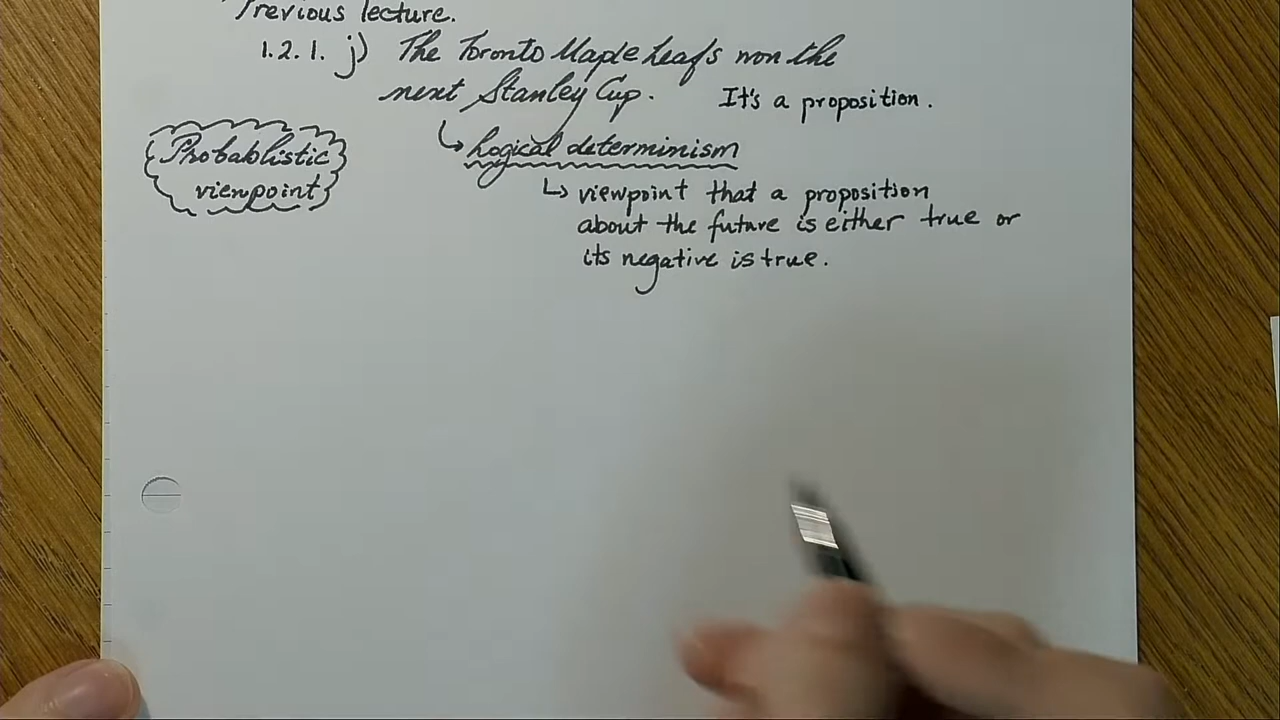 Previous lecture.
1.2.1. j) The Toronto Maple Leafs won the
next Stanley Cup. It's a proposition.
Logical determinism
Probablistic
viewpoint
viewpoint that a proposition
about the future is either true or
its negative is true.